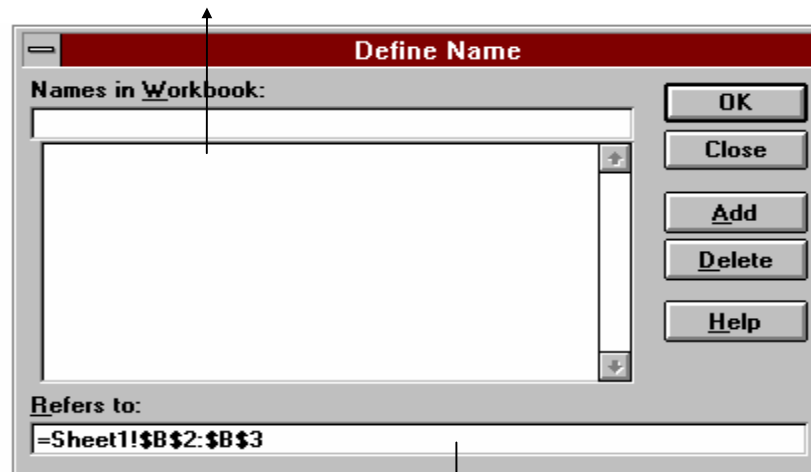 Define Name
Names in Workbook:
OK
Close
Add
Delete
Help
Refers to:
=Sheet1!$B$2:$B$3